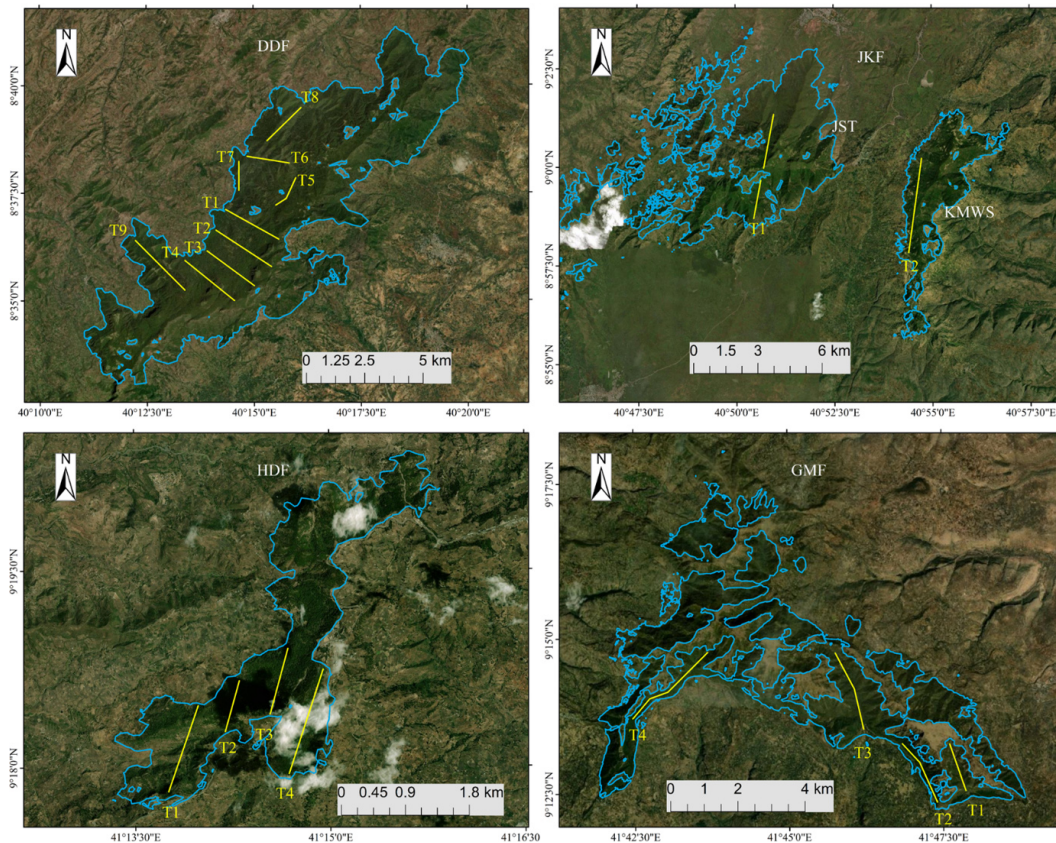 N
DDF
8°40'0"N
8°37'30"N
8°35'0"N
T8
T7
T6
T5
T1
T2
T3
T9
T4
0 1.25 2.5 5 km
40°10'0"E 40°12'30"E 40°15'0"E 40°17'30"E 40°20'0"E
N
JKF
JST
KMWS
9°2'30"N
9°0'0"N
8°57'30"N
8°55'0"N
T1
T2
0 1.5 3 6 km
40°47'30"E 40°50'0"E 40°52'30"E 40°55'0"E 40°57'30"E
N
HDF
9°19'30"N
9°18'0"N
T1
T2
T3
T4
0 0.45 0.9 1.8 km
41°13'30"E 41°15'0"E 41°16'30
N
GMF
9°17'30"N
9°15'0"N
9°12'30"N
T4
T3
T2
T1
0 1 2 4 km
41°42'30"E 41°45'0"E 41°47'30"E